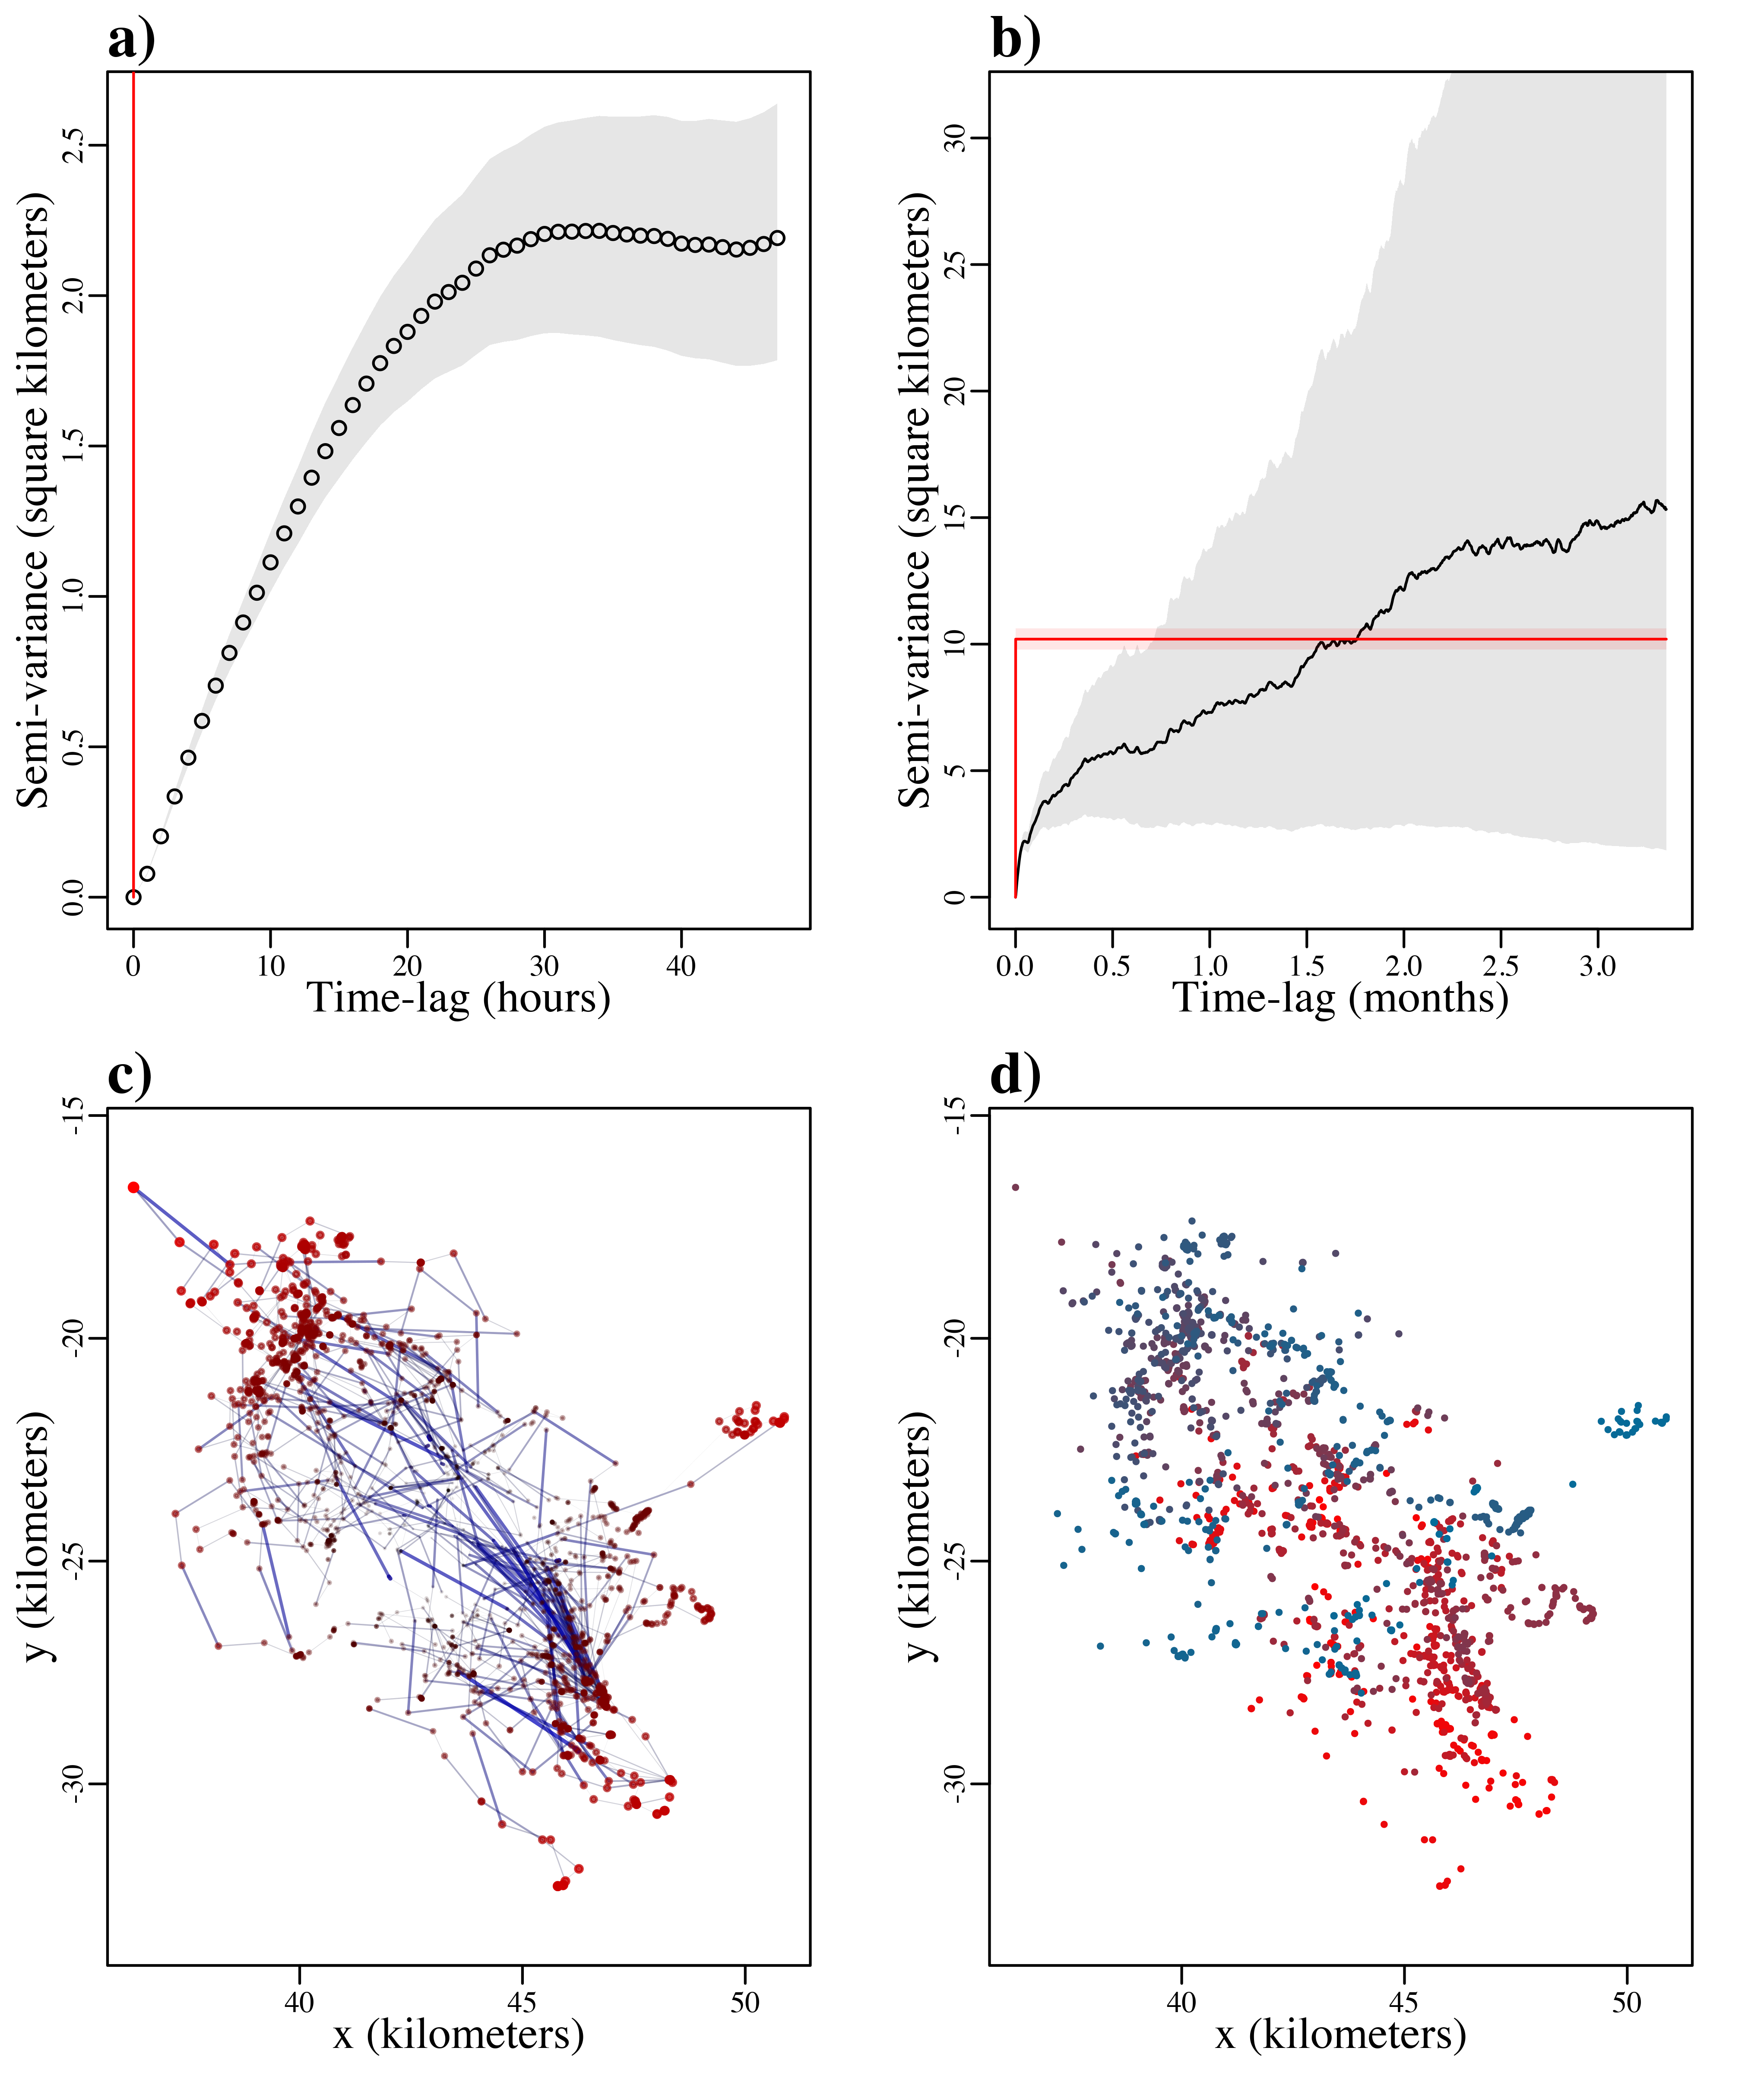 a)
Semi-variance (square kilometers)
0.0 0.5 1.0 1.5 2.0 2.5
0 10 20 30 40
Time-lag (hours)
b)
Semi-variance (square kilometers)
0 5 10 15 20 25 30
0.0 0.5 1.0 1.5 2.0 2.5 3.0
Time-lag (months)
c)
y (kilometers)
-30 -25 -20 -15
40 45 50
x (kilometers)
d)
y (kilometers)
-30 -25 -20 -15
40 45 50
x (kilometers)